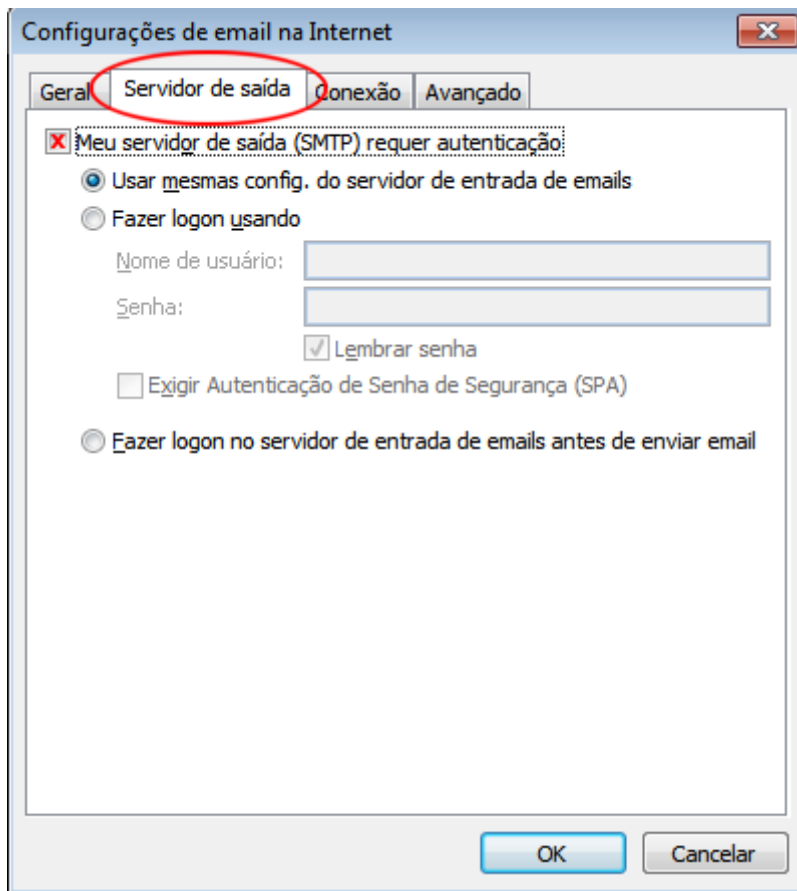 Configurações de email na Internet
Geral Servidor de saída Conexão Avançado
Meu servidor de saída (SMTP) requer autenticação
Usar mesmas config. do servidor de entrada de emails
Fazer logon usando
Nome de usuário:
Senha:
Lembrar senha
Exigir Autenticação de Senha de Segurança (SPA)
Fazer logon no servidor de entrada de emails antes de enviar email
OK Cancelar